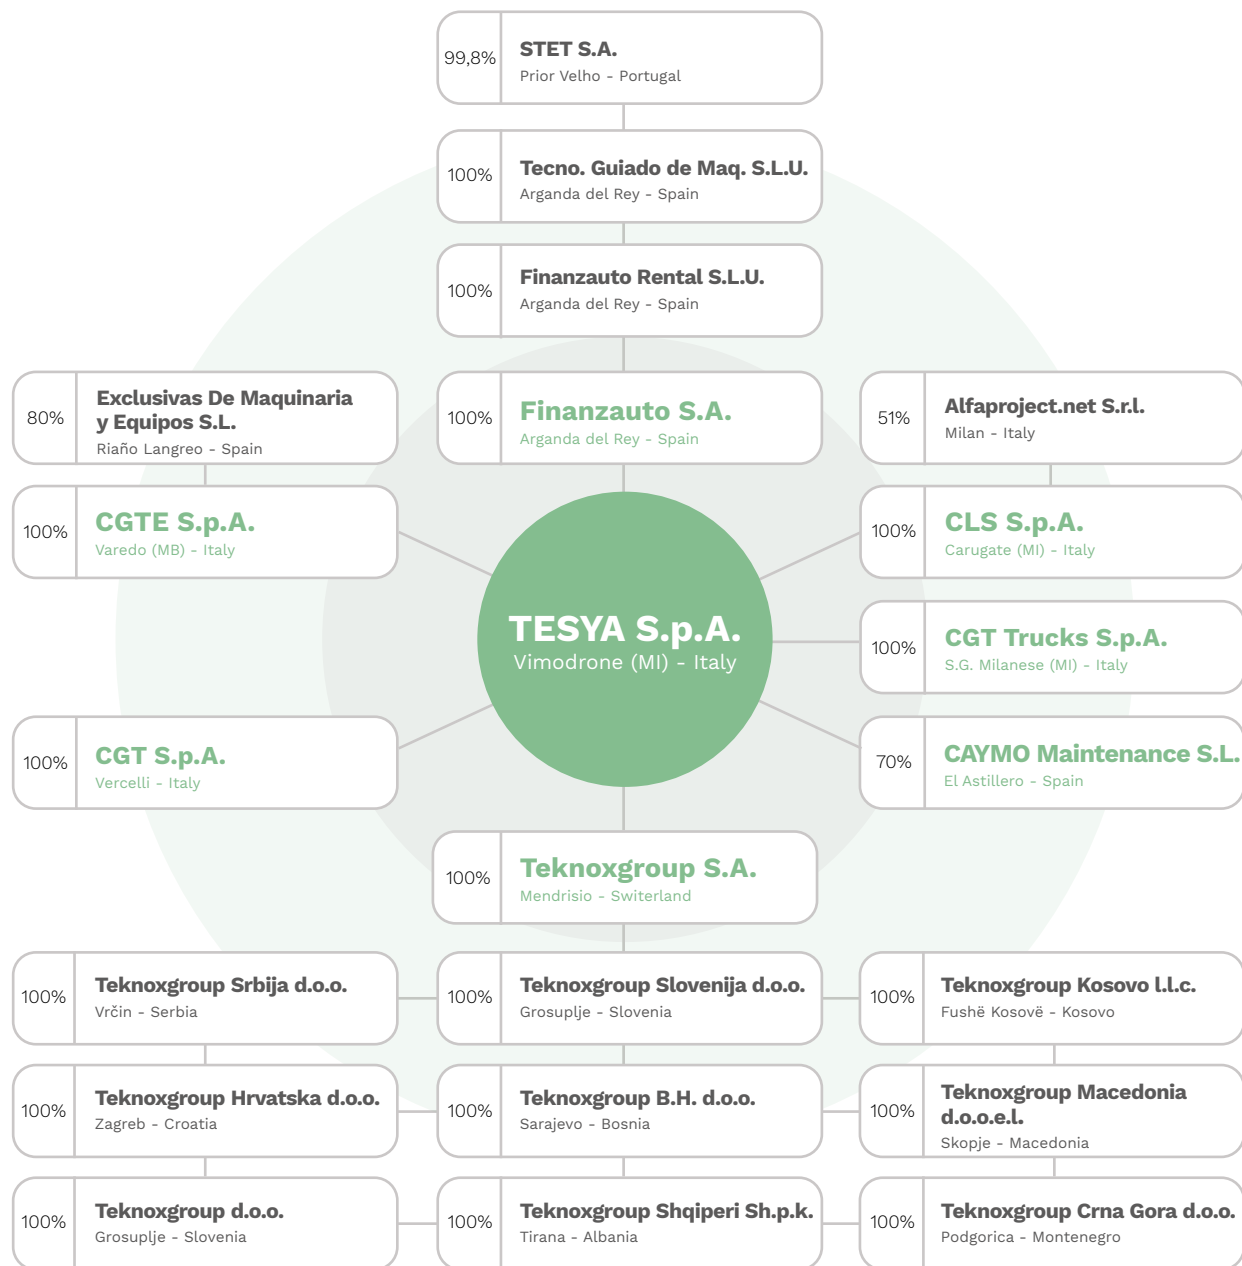 99,8%
STET S.A.
Prior Velho - Portugal
100%
Tecno. Guiado de Maq. S.L.U.
Arganda del Rey - Spain
100%
Finanzauto Rental S.L.U.
Arganda del Rey - Spain
80%
Exclusivas De Maquinaria
y Equipos S.L.
Riaño Langreo - Spain
100%
Finanzauto S.A.
Arganda del Rey - Spain
51%
Alfaproject.net S.r.l.
Milan - Italy
100%
CGTE S.p.A.
Varedo (MB) - Italy
100%
CLS S.p.A.
Carugate (MI) - Italy
TESYA S.p.A.
Vimodrone (MI) - Italy
100%
CGT Trucks S.p.A.
S.G. Milanese (MI) - Italy
100%
CGT S.p.A.
Vercelli - Italy
70%
CAYMO Maintenance S.L.
El Astillero - Spain
100%
Teknoxgroup S.A.
Mendrisio - Switerland
100%
Teknoxgroup Srbija d.o.o.
Vrčin - Serbia
100%
Teknoxgroup Slovenija d.o.o.
Grosuplje - Slovenia
100%
Teknoxgroup Kosovo l.l.c.
Fushë Kosovë - Kosovo
100%
Teknoxgroup Hrvatska d.o.o.
Zagreb - Croatia
100%
Teknoxgroup B.H. d.o.o.
Sarajevo - Bosnia
100%
Teknoxgroup Macedonia
d.o.o.e.l.
Skopje - Macedonia
100%
Teknoxgroup d.o.o.
Grosuplje - Slovenia
100%
Teknoxgroup Shqiperi Sh.p.k.
Tirana - Albania
100%
Teknoxgroup Crna Gora d.o.o.
Podgorica - Montenegro